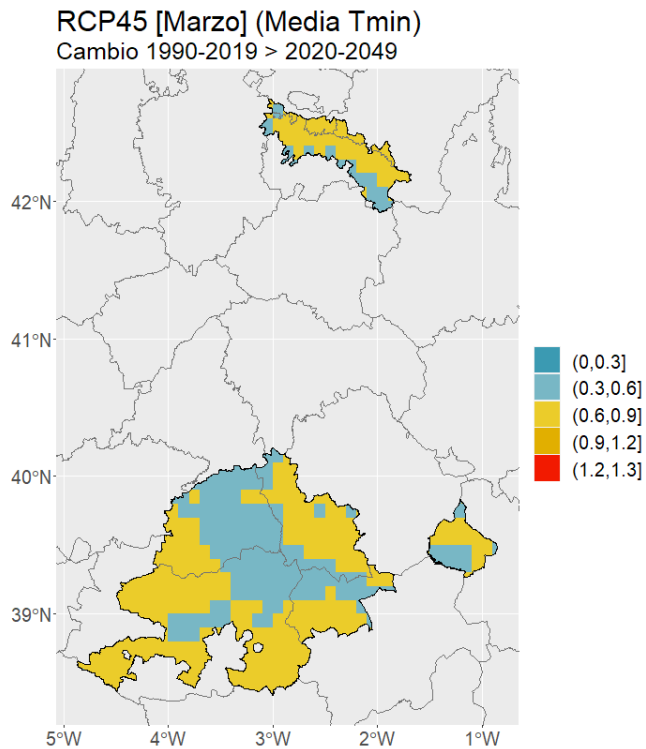 RCP45 [Marzo] (Media Tmin)
Cambio 1990-2019 > 2020-2049
42°N
41°N
40°N
39°N
5°W 4°W 3°W 2°W 1°W
(0,0.3]
(0.3,0.6]
(0.6,0.9]
(0.9,1.2]
(1.2,1.3]